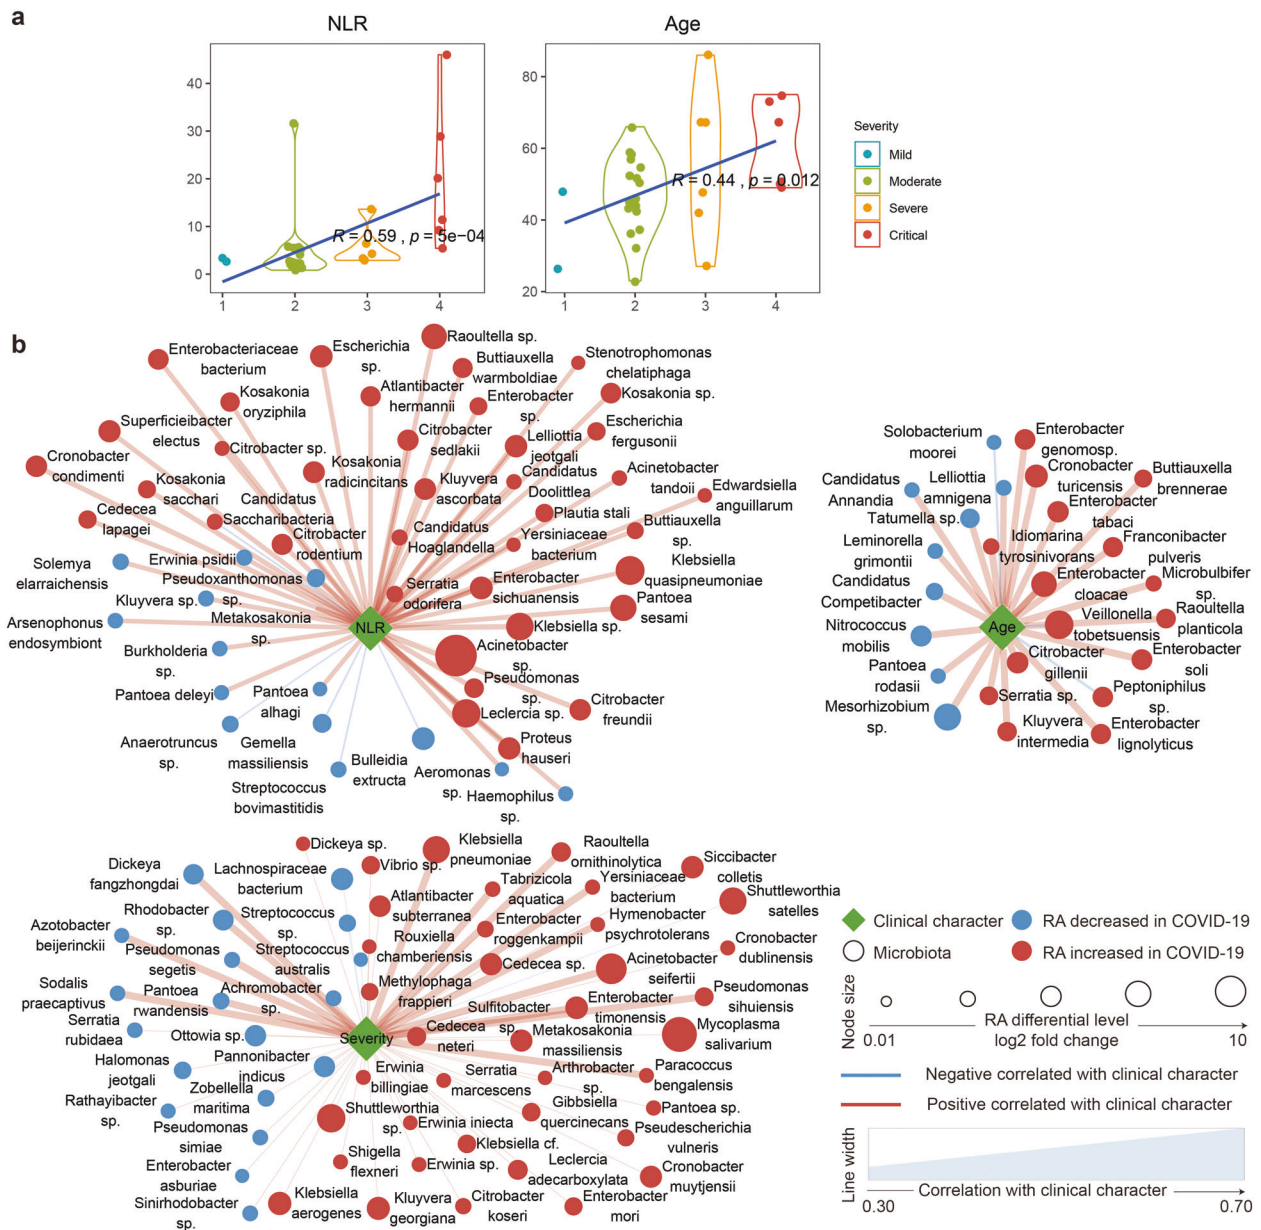 a
NLR
Age
40
30
20
10
0
R = 0.59 , p = 5e−04
1
2
3
4
80
60
40
20
R = 0.44 , p = 0.012
1
2
3
4
Severity
Mild
Moderate
Severe
Critical
b
Enterobacteriaceae
bacterium
Escherichia
sp.
Raoultella sp.
Buttiauxella
warmboldiae
Stenotrophomonas
chelatiphaga
Kosakonia
oryziphila
Atlantibacter
hermannii
Enterobacter
sp.
Kosakonia sp.
Superficieibacter
electus
Citrobacter sp.
Citrobacter
sedlakii
Lelliottia
jeotgali
Escherichia
fergusonii
Cronobacter
condimenti
Kosakonia
sacchari
Kosakonia
radicincitans
Kluyvera
ascorbata
Candidatus
Doolittlea
Acinetobacter
tandoii
Edwardsiella
anguillarum
Cedecea
lapagei
Candidatus
Saccharibacteria
Citrobacter
rodentium
Candidatus
Hoaglandella
Plautia stali
Yersiniaceae
bacterium
Buttiauxella
sp.
Solemya
elarraichensis
Erwinia psidii
Pseudoxanthomonas
sp.
Kluyvera sp.
Serratia
odorifera
Enterobacter
sichuanensis
Klebsiella
quasipneumoniae
Pantoea
sesami
Arsenophonus
endosymbiont
Metakosakonia
sp.
NLR
Klebsiella sp.
Burkholderia
sp.
Acinetobacter
sp.
Pseudomonas
sp.
Pantoea deleyi
Pantoea
alhagi
Leclercia sp.
Citrobacter
freundii
Anaerotruncus
sp.
Gemella
massiliensis
Proteus
hauseri
Streptococcus
bovimastitidis
Bulleidia
extructa
Aeromonas
sp.
Haemophilus
sp.
Solobacterium
moorei
Enterobacter
genomosp.
Candidatus
Annandia
Lelliottia
amnigena
Cronobacter
turicensis
Buttiauxella
brennerae
Tatumella sp.
Enterobacter
tabaci
Leminorella
grimontii
Idiomarina
tyrosinivorans
Franconibacter
pulveris
Candidatus
Competibacter
Enterobacter
cloacae
Microbulbifer
sp.
Nitrococcus
mobilis
Age
Veillonella
tobetsuensis
Raoultella
planticola
Pantoea
rodasii
Citrobacter
gillenii
Enterobacter
soli
Mesorhizobium
sp.
Serratia sp.
Peptoniphilus
sp.
Kluyvera
intermedia
Enterobacter
lignolyticus
Dickeya sp.
Klebsiella
pneumoniae
Raoultella
ornithinolytica
Dickeya
fangzhongdai
Lachnospiraceae
bacterium
Vibrio sp.
Tabrizicola
aquatica
Yersiniaceae
bacterium
Siccibacter
colletis
Azotobacter
beijerinckii
Rhodobacter
sp.
Streptococcus
sp.
Atlantibacter
subterranea
Enterobacter
roggenkampii
Hymenobacter
psychrotolerans
Shuttleworthia
satelles
Pseudomonas
segetis
Streptococcus
australis
Rouxiella
chamberiensis
Cedecea sp.
Acinetobacter
seifertii
Cronobacter
dublinensis
Sodalis
praecaptivus
Pantoea
rwandensis
Achromobacter
sp.
Methylophaga
frappieri
Sulfitobacter
sp.
Enterobacter
timonensis
Pseudomonas
sihuiensis
Serratia
rubidaea
Ottowia sp.
Severity
Cedecea
neteri
Metakosakonia
massiliensis
Mycoplasma
salivarium
Halomonas
jeotgali
Pannonibacter
indicus
Erwinia
billingiae
Serratia
marcescens
Arthrobacter
sp.
Paracoccus
bengalensis
Rathayibacter
sp.
Zobellella
maritima
Shuttleworthia
sp.
Erwinia iniecta
Gibbsiella
quercinecans
Pantoea sp.
Pseudomonas
simiae
Klebsiella cf.
Pseudescherichia
vulneris
Enterobacter
asburiae
Shigella
flexneri
Erwinia sp.
Leclercia
adecarboxylata
Cronobacter
muytjensii
Sinirhodobacter
sp.
Klebsiella
aerogenes
Kluyvera
georgiana
Citrobacter
koseri
Enterobacter
mori
Clinical character
RA decreased in COVID-19
Microbiota
RA increased in COVID-19
Node size
RA differential level
0.01
log2 fold change
10
Negative correlated with clinical character
Positive correlated with clinical character
Line width
Correlation with clinical character
0.30
0.70